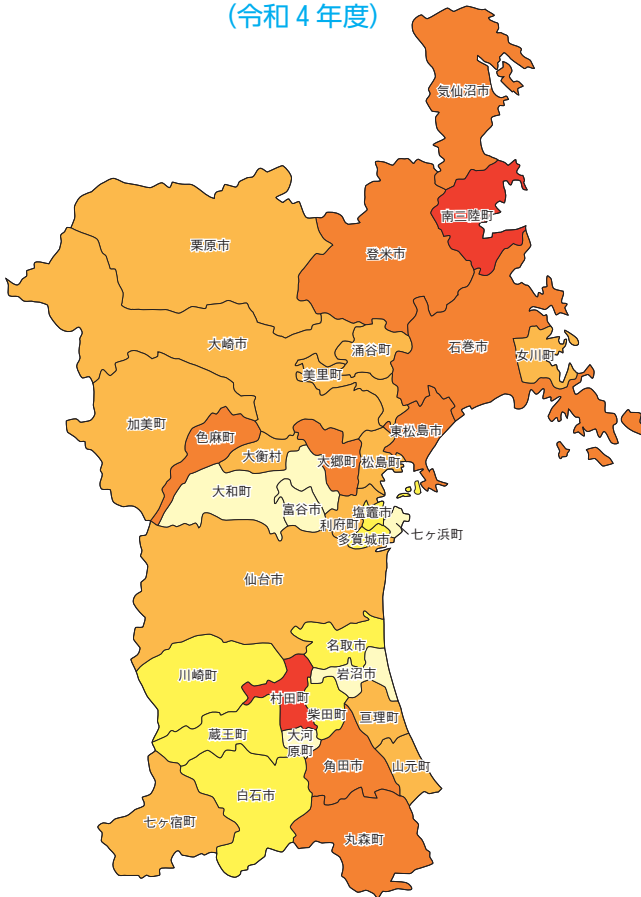 (令和４年度)
気仙沼市
南三陸町
栗原市
登米市
大崎市
涌谷町
石巻市
女川町
美里町
加美町
色麻町
東松島市
大衡村
大郷町
松島町
大和町
富谷市
塩竈市
利府町
多賀城市
七ヶ浜町
仙台市
名取市
川崎町
岩沼市
村田町
柴田町
亘理町
蔵王町
大河
原町
角田市
山元町
白石市
七ヶ宿町
丸森町